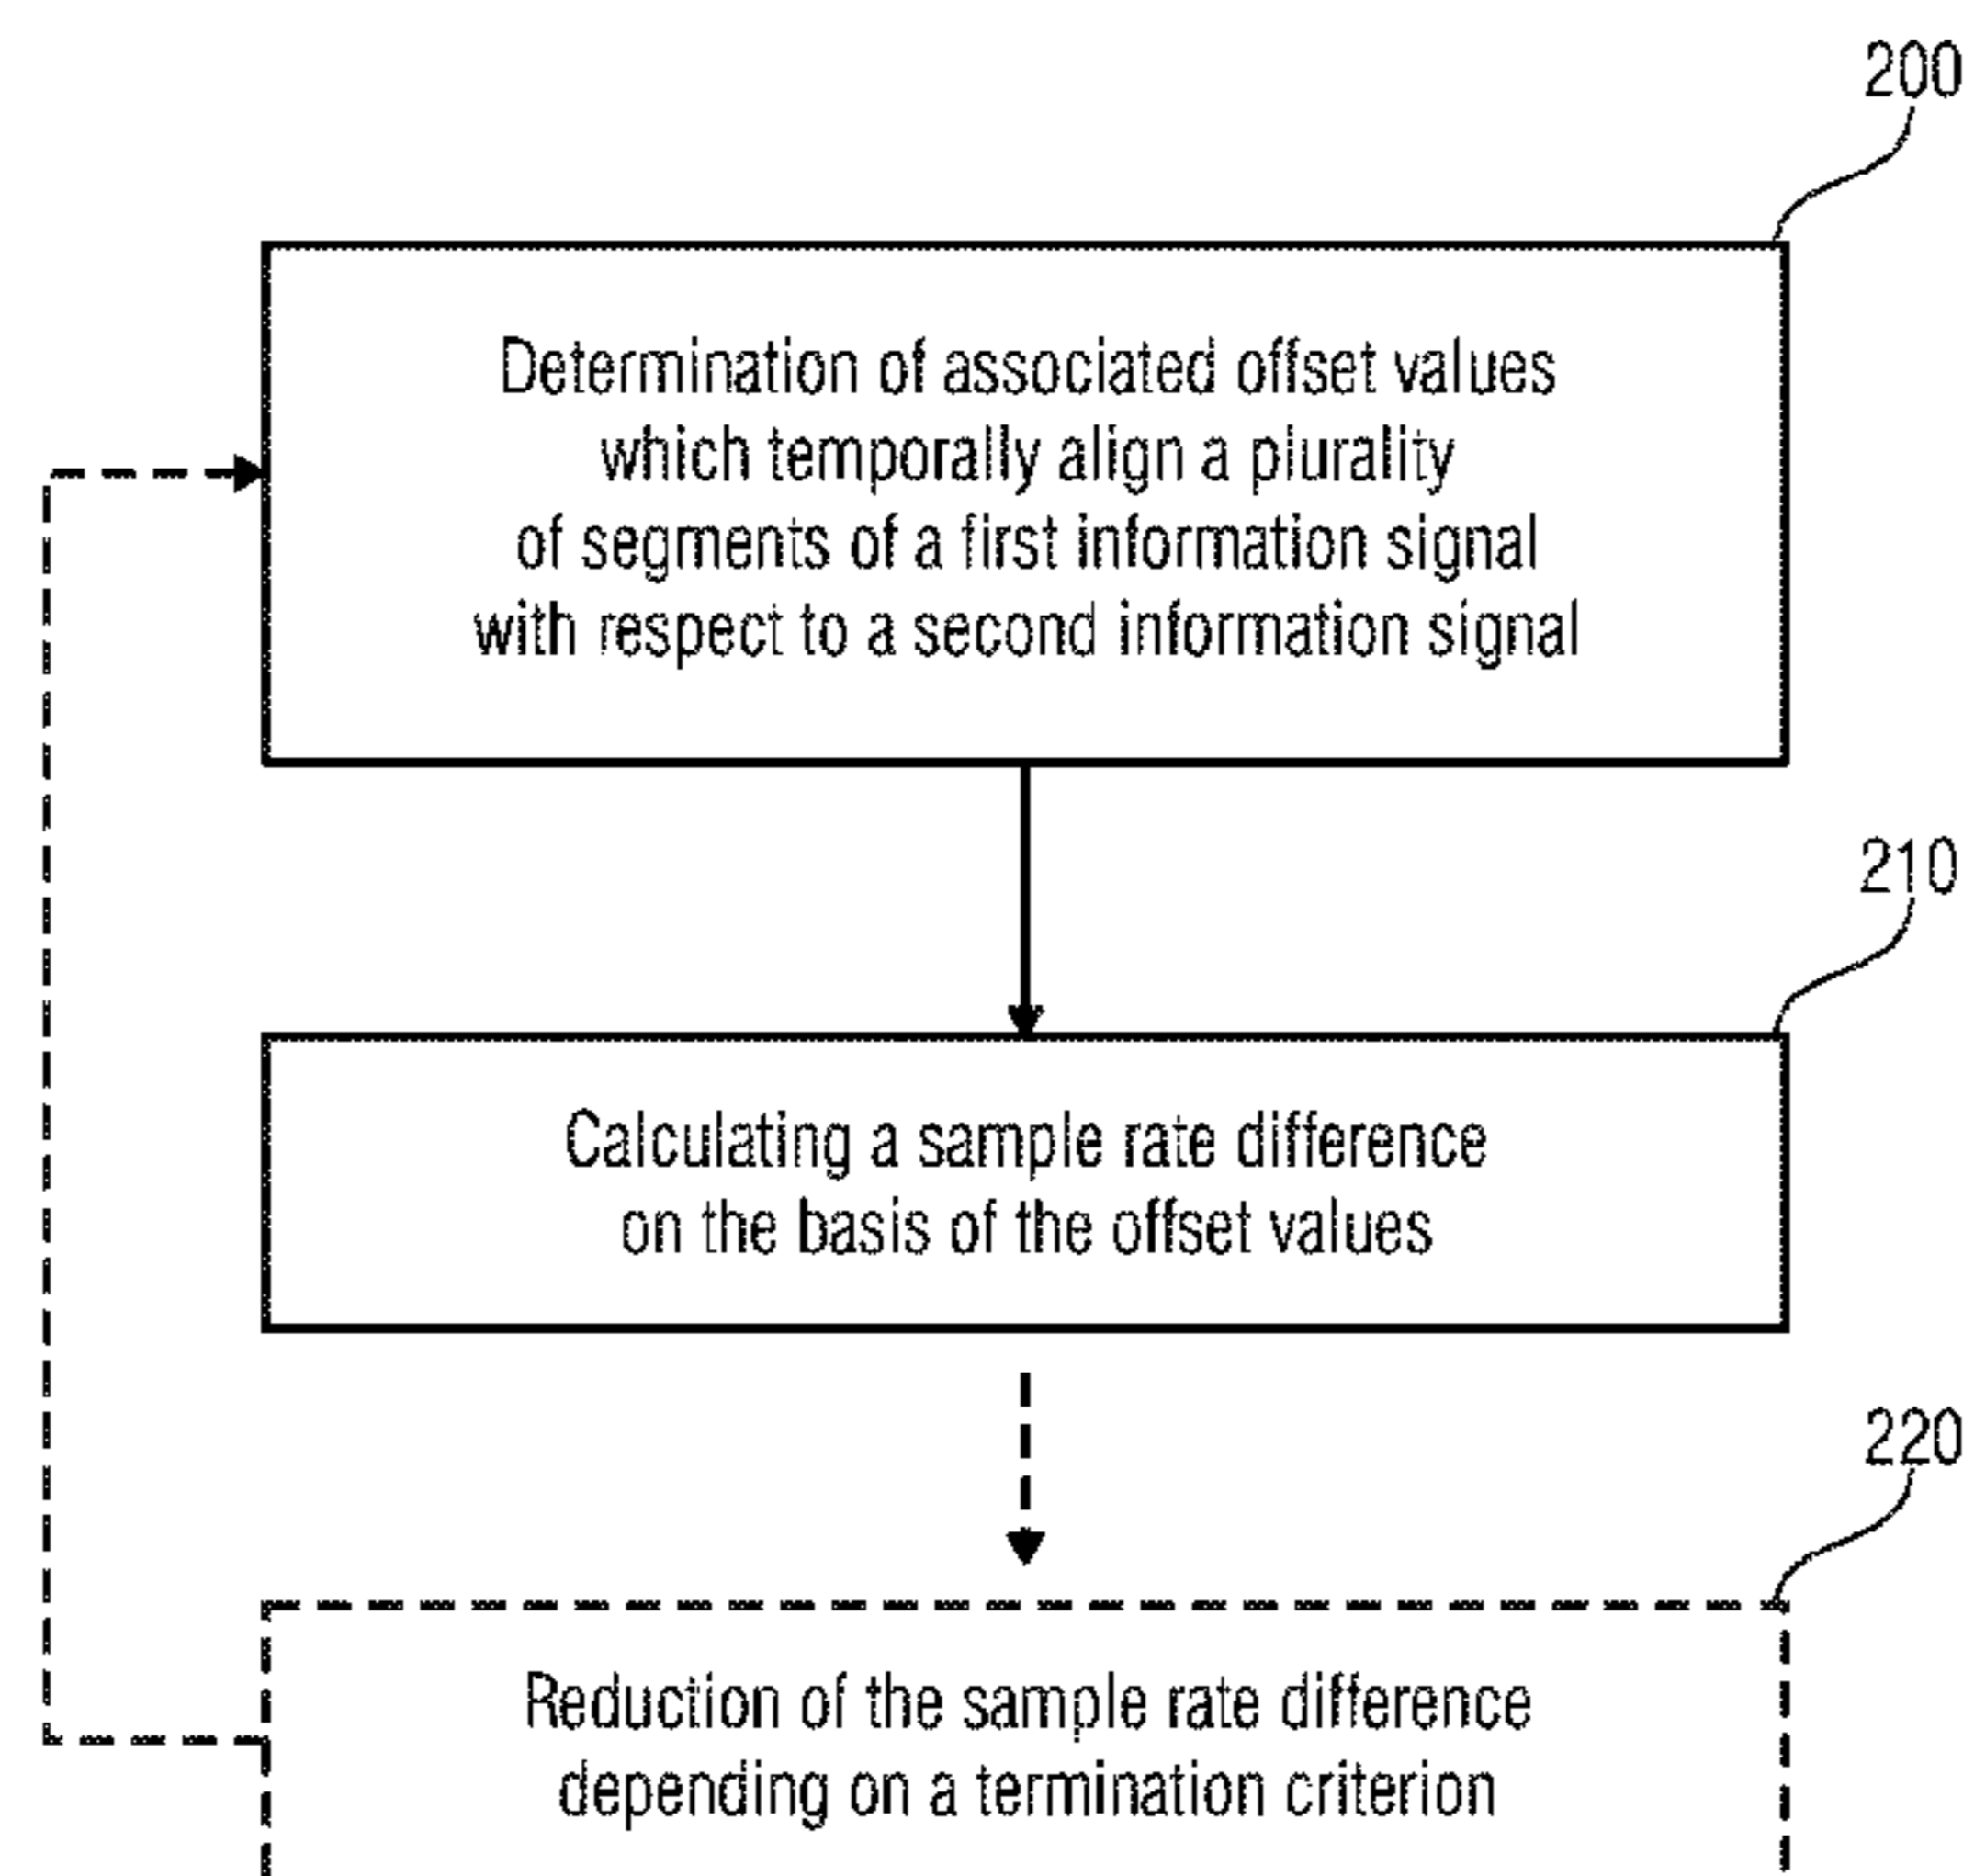 200
Determination of associated offset values
which temporally align a plurality
of segments of a first information signal
with respect to a second information signal
210
Calculating a sample rate difference
on the basis of the offset values
220
Reduction of the sample rate difference
depending on a termination criterion